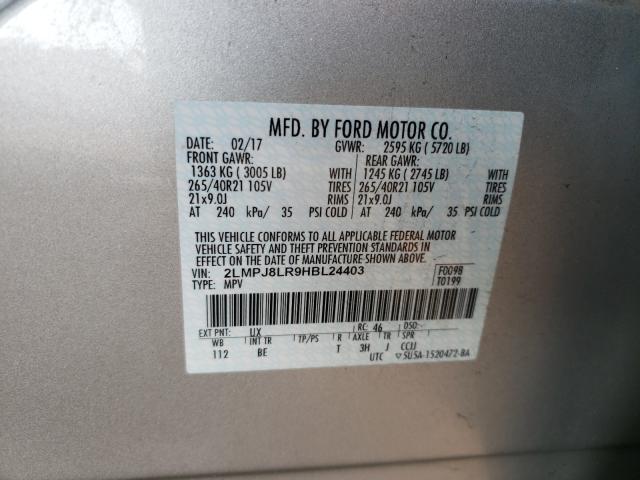 MFD. BY FORD MOTOR CO.
DATE: 02/17 GVWR: 2595 KG ( 5720 LB)
FRONT GAWR: REAR GAWR:
1363 KG ( 3005 LB) WITH 1245 KG ( 2745 LB) WITH
265/40R21 105V TIRES 265/40R21 105V TIRES
21x9.0J RIMS 21x9.0J RIMS
AT 240 kPa/ 35 PSI COLD AT 240 kPa/ 35 PSI COLD
THIS VEHICLE CONFORMS TO ALL APPLICABLE FEDERAL MOTOR
VEHICLE SAFETY AND THEFT PREVENTION STANDARDS IN
EFFECT ON THE DATE OF MANUFACTURE SHOWN ABOVE.
VIN: 2LMPJ8LR9HBL24403 F0098
TYPE: MPV T0199
EXT PNT: UX RC: 46 DSO:
WB INT TR TP/PS R AXLE TR SPR
112 BE T 3H J CCJJ
UTC ▽5U5A-1520472-BA